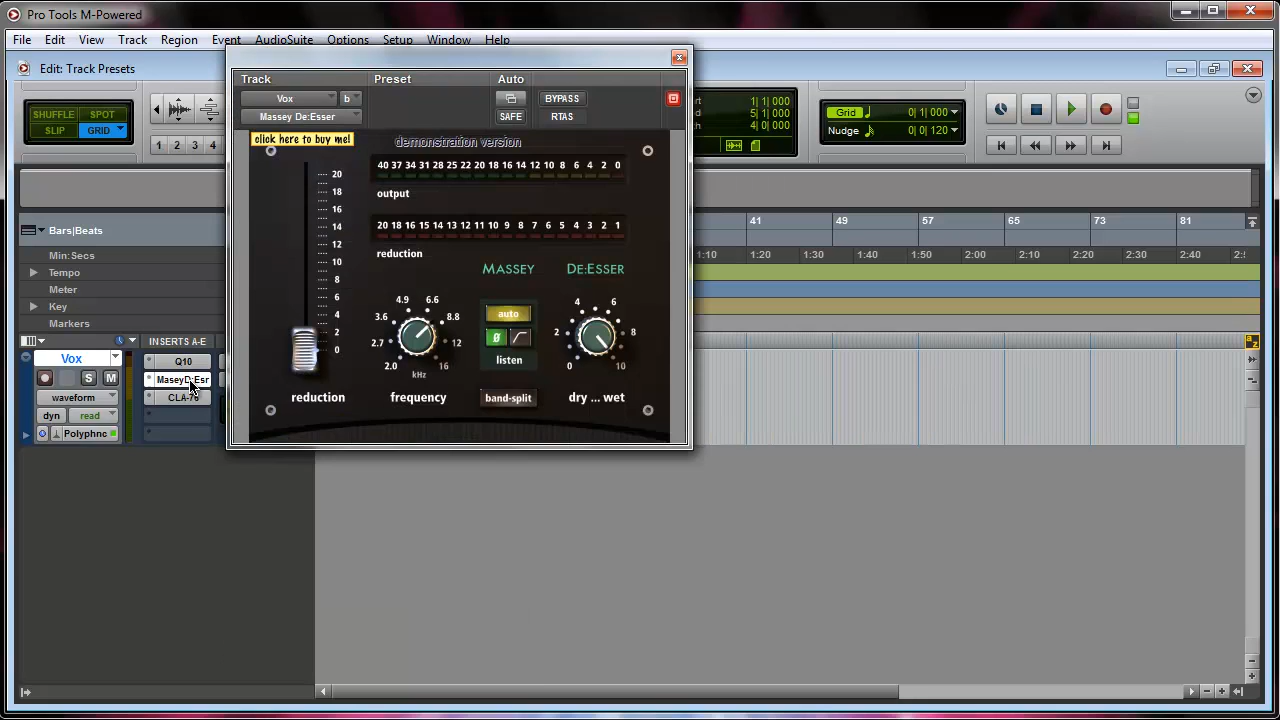 Pro Tools M-Powered
File Edit View Track Region Event AudioSuite Options Setup Window Help
Edit: Track Presets
Track Preset Auto
Vox b
Massey De:Esser
BYPASS
SAFE RTAS
SHUFFLE SPOT
SLIP GRID
1 2 3 4
1| 1| 000
5| 1| 000
4| 0| 000
Grid 0| 1| 000
Nudge 0| 0| 120
click here to buy me!
demonstration version
40 37 34 31 28 25 22 20 18 16 14 12 10 8 6 4 2 0
output
20 18 16 15 14 13 12 11 10 9 8 7 6 5 4 3 2 1
reduction
20
18
16
14
12
10
8
6
4
2
0
reduction
MASSEY DE:ESSER
2.0 2.7 3.6 4.9 6.6 8.8 12 16
kHz
frequency
auto
ø
listen
band-split
0 2 4 6 8 10
dry ... wet
Bars|Beats
41 49 57 65 73 81
Min:Secs
1:10 1:30 1:40 1:50 2:00 2:10 2:20 2:30 2:40 2:
Tempo
Meter
Key
Markers
INSERTS A-E
a z
Vox
Q10
S M
waveform
dyn read
Polyphnc